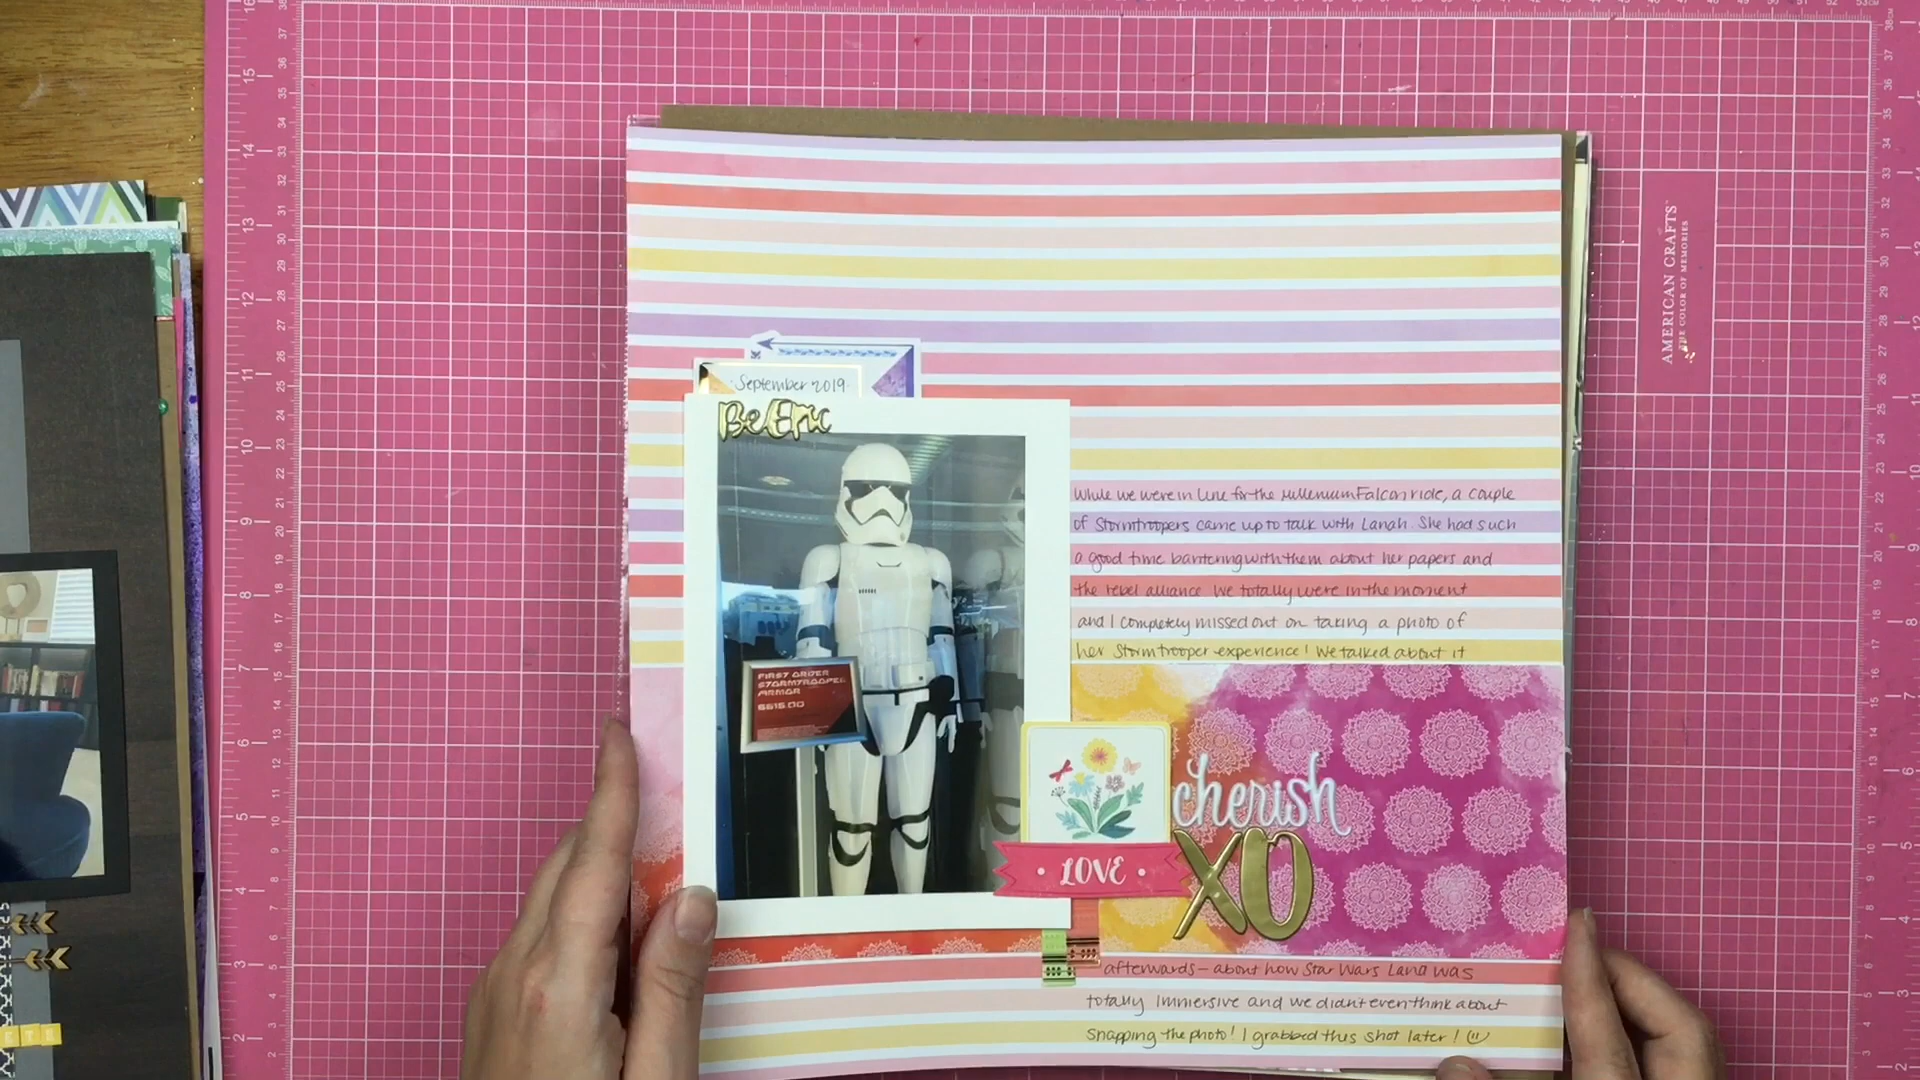 September 2019
Be Epic
FIRST ORDER
STORMTROOPER
ARMOR
While we were in line for the Millenium Falcon ride, a couple
of Stormtroopers came up to talk with Lanah. She had such
a good time bantering with them about her papers and
the rebel alliance. We totally were in the moment
and I completely missed out on taking a photo of
her Stormtrooper experience! We talked about it
cherish
XO
• LOVE •
afterwards - about how Star Wars Land was
totally immersive and we didn't even think about
snapping the photo! I grabbed this shot later!
AMERICAN CRAFTS™
THE COLOR OF MEMORIES